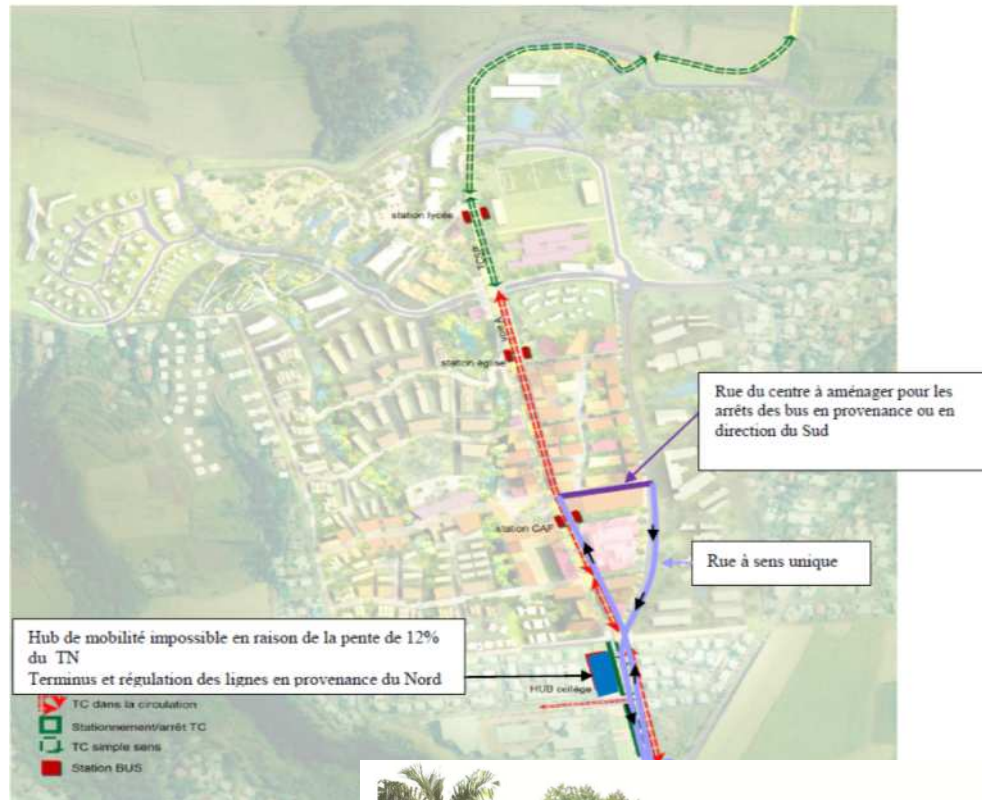 station lycée
TCSP
station église
Rue du centre à aménager pour les
arrêts des bus en provenance ou en
direction du Sud
station CAF
Rue à sens unique
Hub de mobilité impossible en raison de la pente de 12%
du TN
Terminus et régulation des lignes en provenance du Nord
HUB collège
TC dans la circulation
Stationnement/arrêt TC
TC simple sens
Station BUS